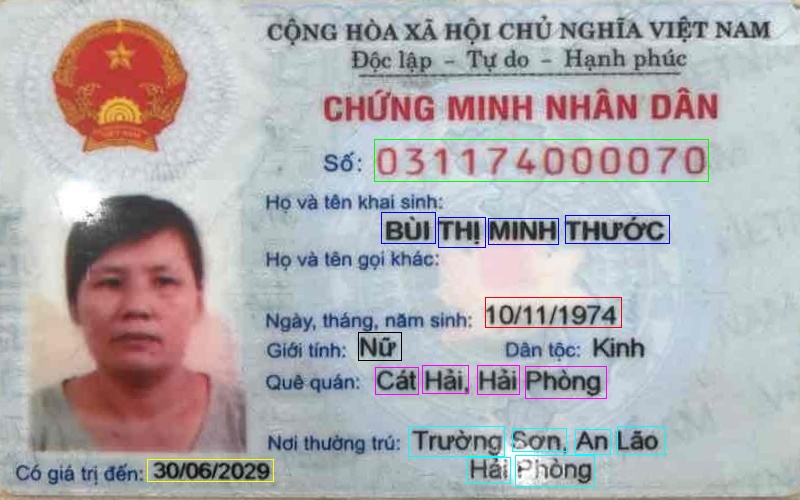 CỘNG HÒA XÃ HỘI CHỦ NGHĨA VIỆT NAM
Độc lập - Tự do - Hạnh phúc
CHỨNG MINH NHÂN DÂN
Số: 031174000070
Họ và tên khai sinh:
BÙI THỊ MINH THƯỚC
Họ và tên gọi khác:
Ngày, tháng, năm sinh: 10/11/1974
Giới tính: Nữ Dân tộc: Kinh
Quê quán: Cát Hải, Hải Phòng
Nơi thường trú: Trường Sơn, An Lão
Hải Phòng
Có giá trị đến: 30/06/2029